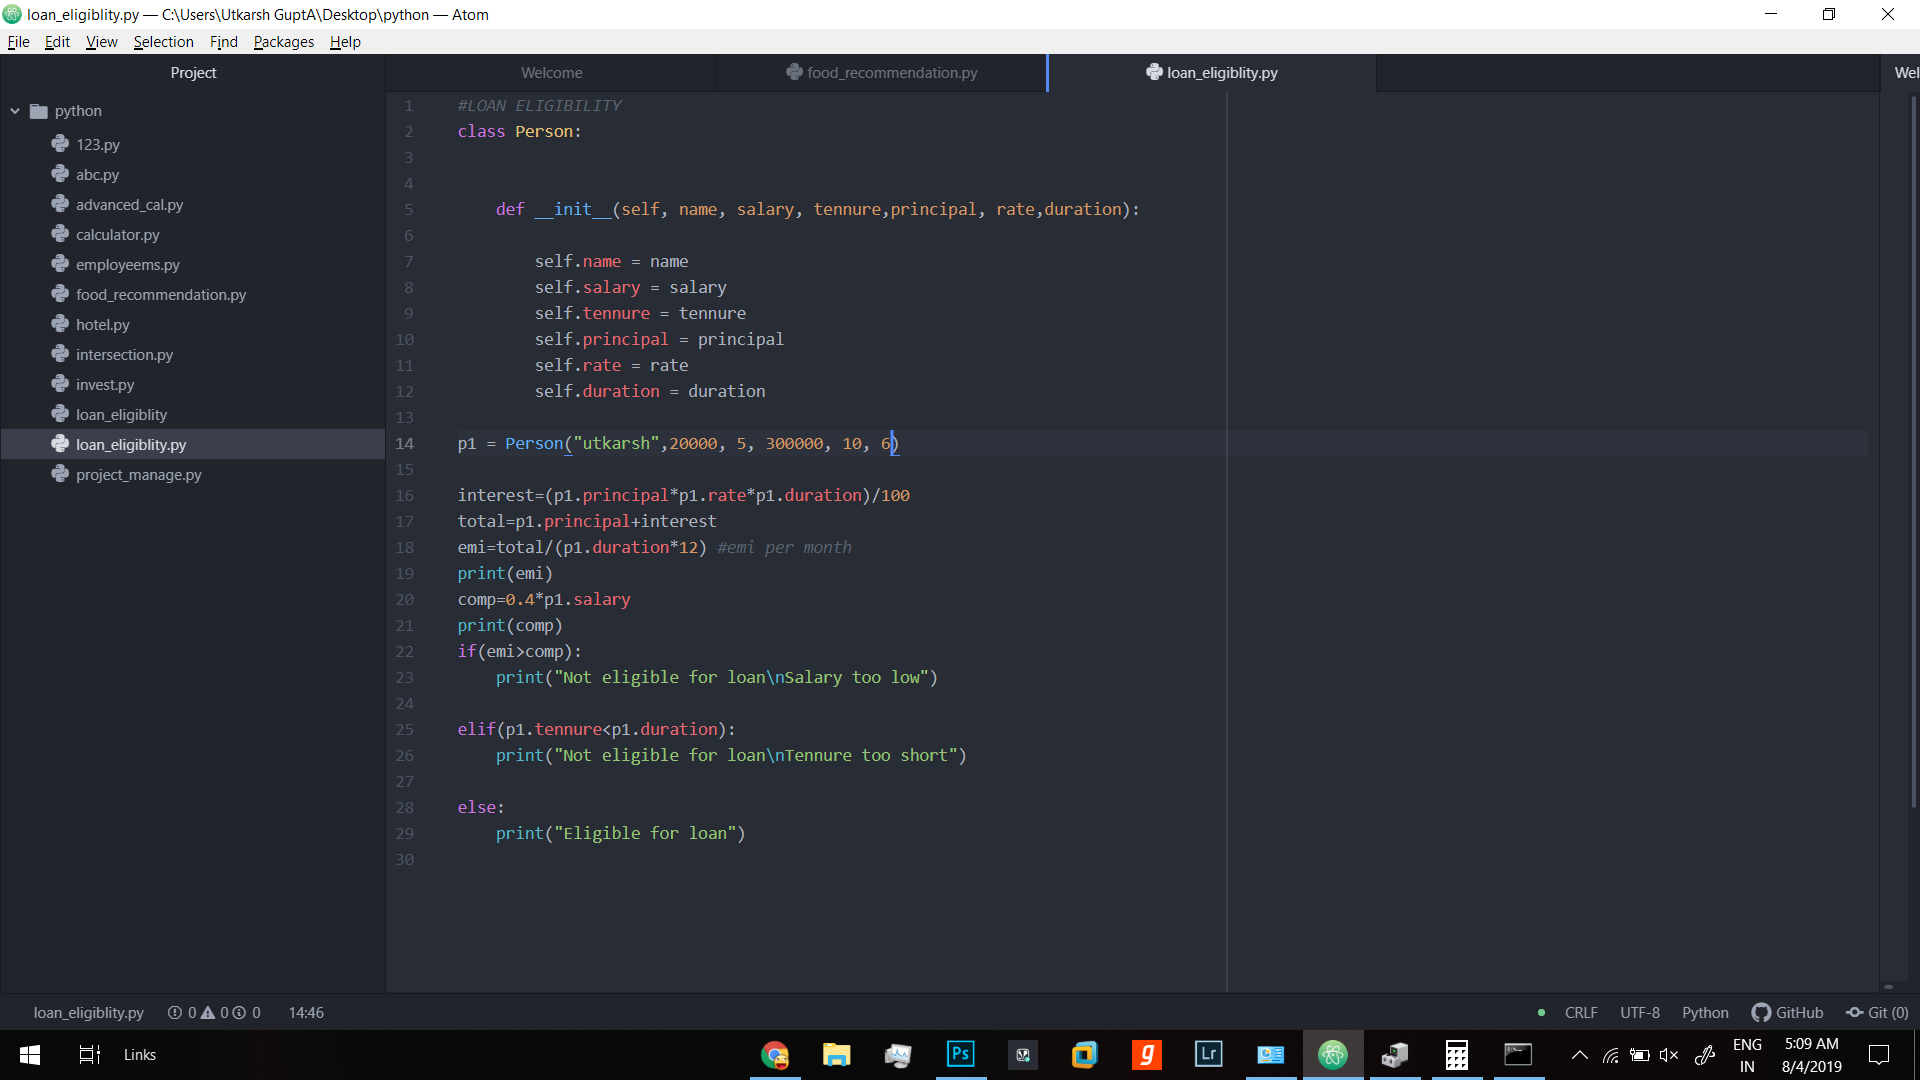 loan_eligiblity.py — C:\Users\Utkarsh GuptA\Desktop\python — Atom
File Edit View Selection Find Packages Help
Project
Welcome
food_recommendation.py
loan_eligiblity.py
Wel
python
123.py
abc.py
advanced_cal.py
calculator.py
employeems.py
food_recommendation.py
hotel.py
intersection.py
invest.py
loan_eligiblity
loan_eligiblity.py
project_manage.py
1 #LOAN ELIGIBILITY
2 class Person:
3
4
5     def __init__(self, name, salary, tennure,principal, rate,duration):
6
7         self.name = name
8         self.salary = salary
9         self.tennure = tennure
10         self.principal = principal
11         self.rate = rate
12         self.duration = duration
13
14 p1 = Person("utkarsh",20000, 5, 300000, 10, 6)
15
16 interest=(p1.principal*p1.rate*p1.duration)/100
17 total=p1.principal+interest
18 emi=total/(p1.duration*12) #emi per month
19 print(emi)
20 comp=0.4*p1.salary
21 print(comp)
22 if(emi>comp):
23     print("Not eligible for loan\nSalary too low")
24
25 elif(p1.tennure<p1.duration):
26     print("Not eligible for loan\nTennure too short")
27
28 else:
29     print("Eligible for loan")
30
loan_eligiblity.py 0 0 0 14:46
CRLF UTF-8 Python GitHub Git (0)
Links
Ps
g
Lr
ENG
IN
5:09 AM
8/4/2019